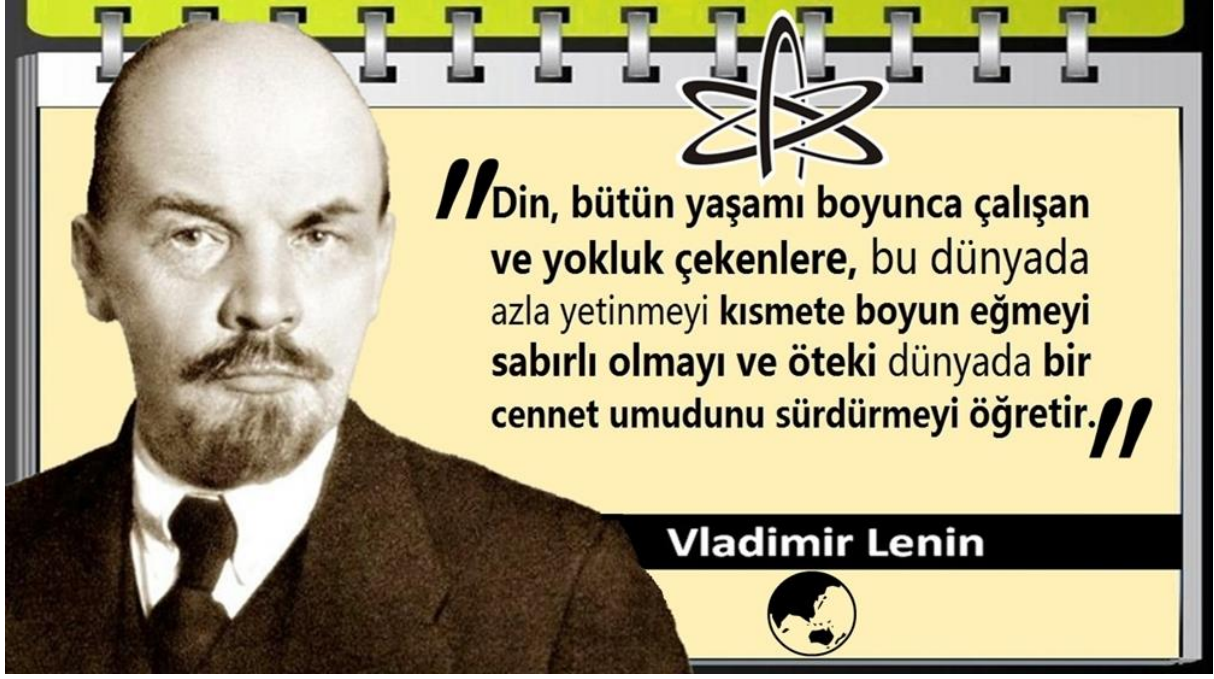 "Din, bütün yaşamı boyunca çalışan
ve yokluk çekenlere, bu dünyada
azla yetinmeyi kısmete boyun eğmeyi
sabırlı olmayı ve öteki dünyada bir
cennet umudunu sürdürmeyi öğretir."
Vladimir Lenin